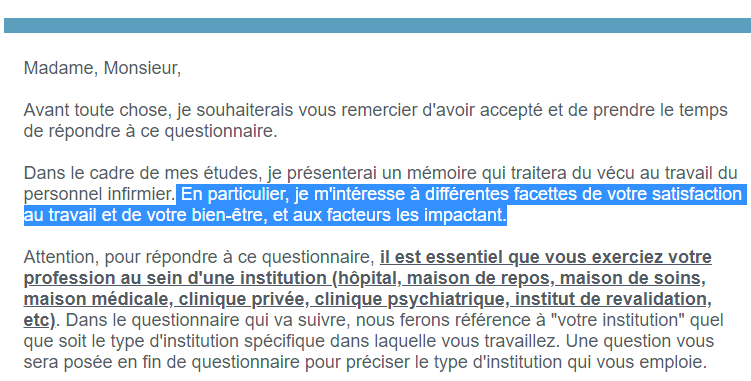 Madame, Monsieur,
Avant toute chose, je souhaiterais vous remercier d'avoir accepté et de prendre le temps
de répondre à ce questionnaire.
Dans le cadre de mes études, je présenterai un mémoire qui traitera du vécu au travail du
personnel infirmier. En particulier, je m'intéresse à différentes facettes de votre satisfaction
au travail et de votre bien-être, et aux facteurs les impactant.
Attention, pour répondre à ce questionnaire, il est essentiel que vous exerciez votre
profession au sein d'une institution (hôpital, maison de repos, maison de soins,
maison médicale, clinique privée, clinique psychiatrique, institut de revalidation,
etc). Dans le questionnaire qui va suivre, nous ferons référence à "votre institution" quel
que soit le type d'institution spécifique dans laquelle vous travaillez. Une question vous
sera posée en fin de questionnaire pour préciser le type d'institution qui vous emploie.